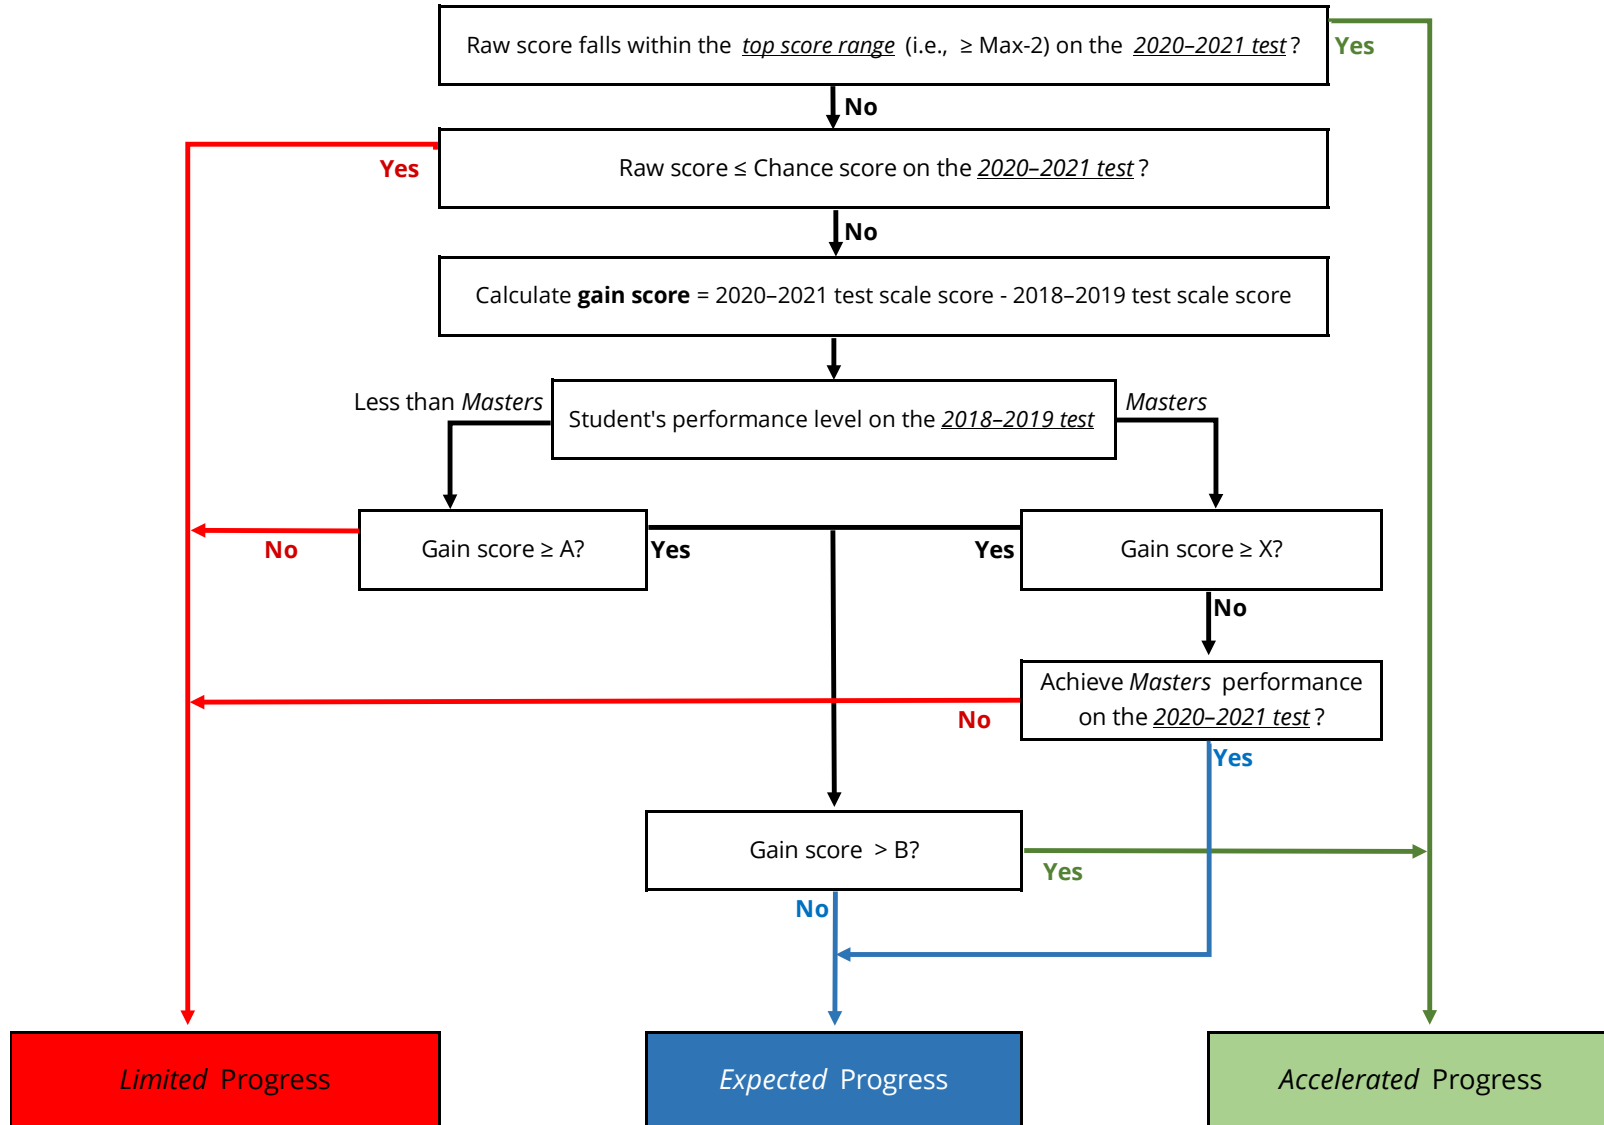 Raw score falls within the top score range (i.e., ≥ Max-2) on the 2020–2021 test?
Yes
No
Raw score ≤ Chance score on the 2020–2021 test?
Yes
No
Calculate gain score = 2020–2021 test scale score - 2018–2019 test scale score
Less than Masters
Student's performance level on the 2018–2019 test
Masters
Gain score ≥ A?
No
Yes
Yes
Gain score ≥ X?
No
Achieve Masters performance
on the 2020–2021 test?
No
Yes
Gain score > B?
Yes
No
Limited Progress
Expected Progress
Accelerated Progress